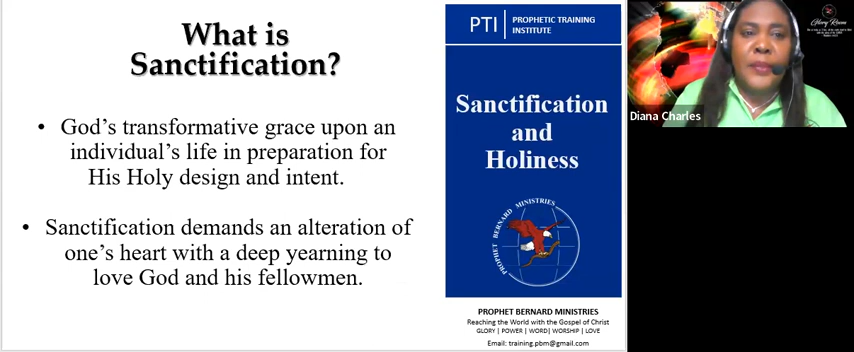 What is
Sanctification?
• God's transformative grace upon an
individual's life in preparation for
His Holy design and intent.
• Sanctification demands an alteration of
one's heart with a deep yearning to
love God and his fellowmen.
PTI
PROPHETIC TRAINING
INSTITUTE
Sanctification
and
Holiness
PROPHET BERNARD MINISTRIES
PROPHET BERNARD MINISTRIES
Reaching the World with the Gospel of Christ
GLORY | POWER | WORD| WORSHIP | LOVE
Email: training.pbm@gmail.com
Glory Room
Diana Charles